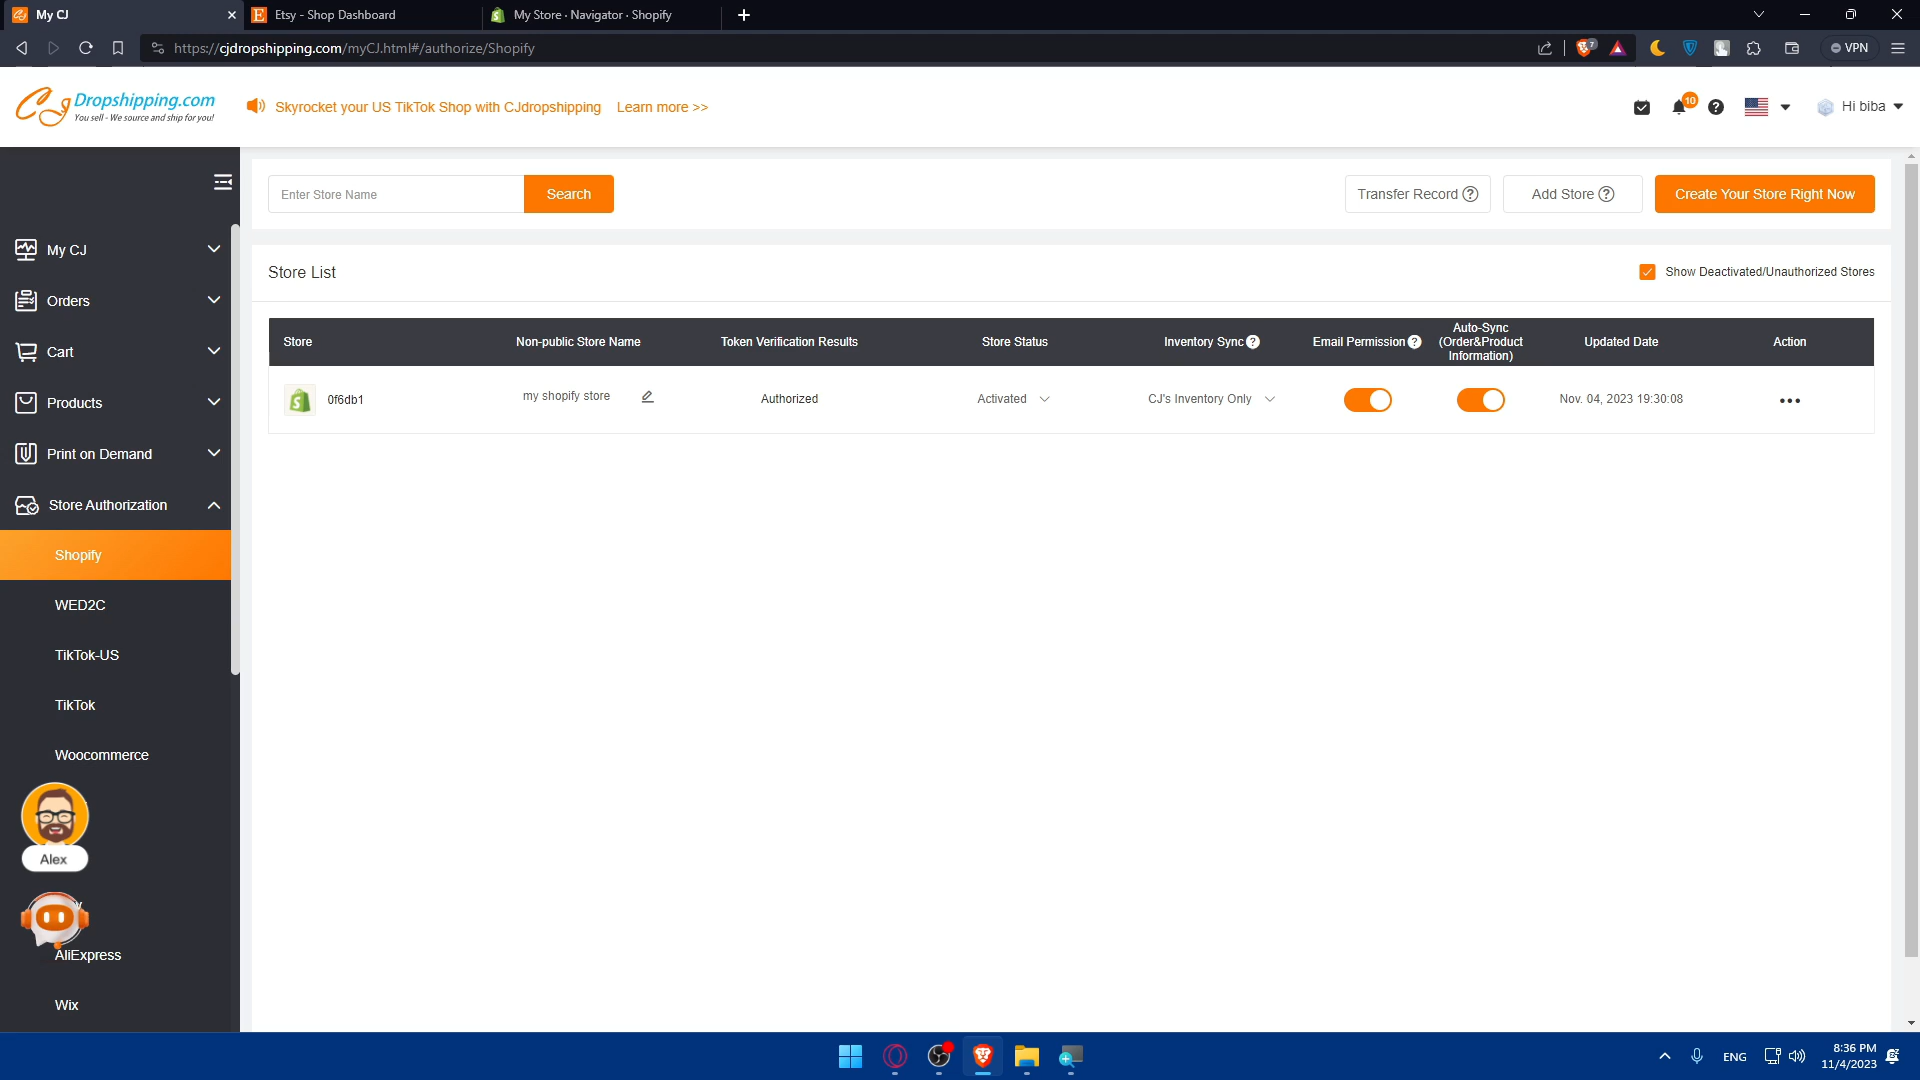 My CJ
Etsy - Shop Dashboard
My Store · Navigator · Shopify
https://cjdropshipping.com/myCJ.html#/authorize/Shopify
7
VPN
CJ Dropshipping.com
You sell - We source and ship for you!
Skyrocket your US TikTok Shop with CJdropshipping Learn more >>
10
Hi biba
Enter Store Name
Search
Transfer Record ?
Add Store ?
Create Your Store Right Now
My CJ
Orders
Cart
Products
Print on Demand
Store Authorization
Shopify
WED2C
TikTok-US
TikTok
Woocommerce
Alex
AliExpress
Wix
Store List
Show Deactivated/Unauthorized Stores
Store
Non-public Store Name
Token Verification Results
Store Status
Inventory Sync ?
Email Permission ?
Auto-Sync
(Order&Product
Information)
Updated Date
Action
0f6db1
my shopify store
Authorized
Activated
CJ's Inventory Only
Nov. 04, 2023 19:30:08
ENG
8:36 PM
11/4/2023